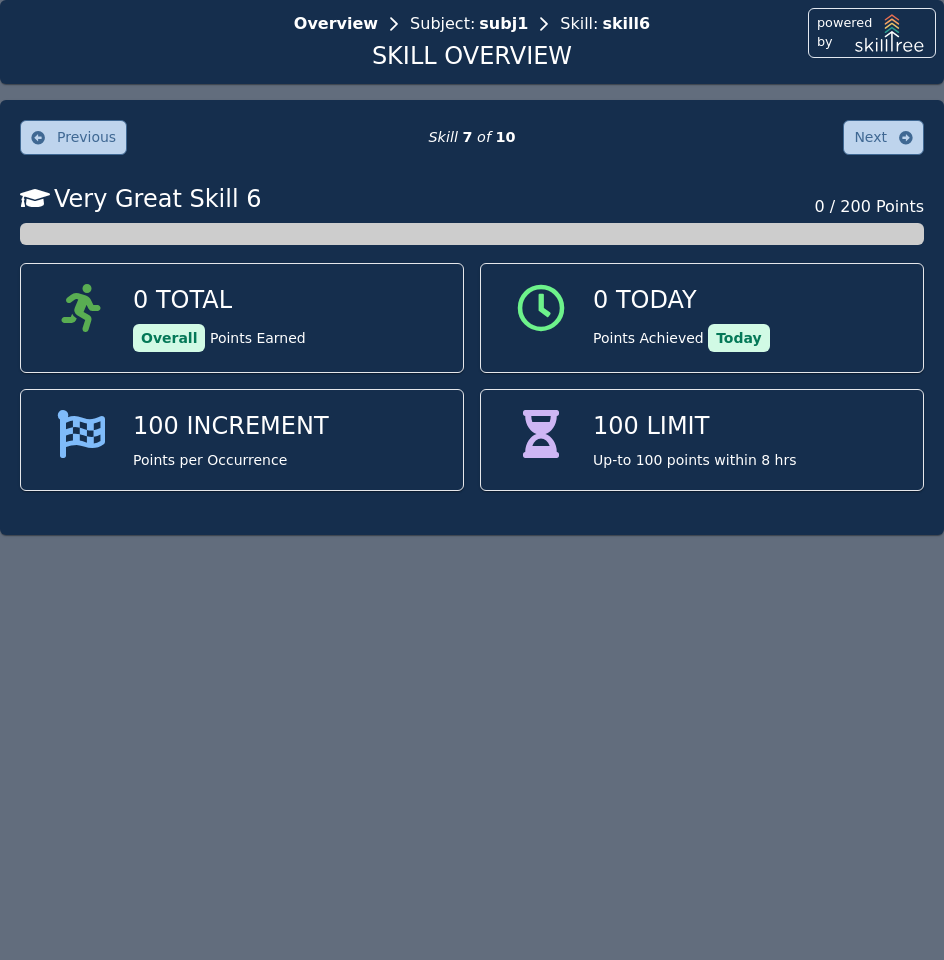 Overview > Subject: subj1 > Skill: skill6
SKILL OVERVIEW
powered
by skilltree
Previous
Skill 7 of 10
Next
Very Great Skill 6
0 / 200 Points
0 TOTAL
Overall Points Earned
0 TODAY
Points Achieved Today
100 INCREMENT
Points per Occurrence
100 LIMIT
Up-to 100 points within 8 hrs